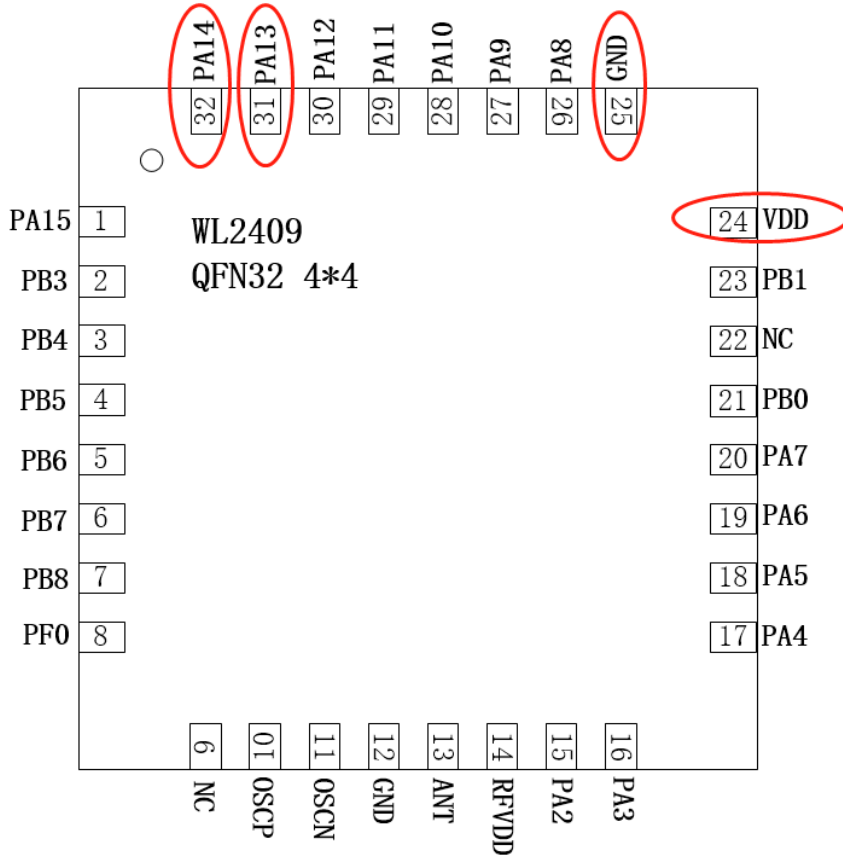 32 PA14
31 PA13
30 PA12
29 PA11
28 PA10
27 PA9
26 PA8
25 GND
PA15 1
PB3 2
PB4 3
PB5 4
PB6 5
PB7 6
PB8 7
PF0 8
WL2409
QFN32 4*4
24 VDD
23 PB1
22 NC
21 PB0
20 PA7
19 PA6
18 PA5
17 PA4
9 NC
10 OSCP
11 OSCN
12 GND
13 ANT
14 RFVDD
15 PA2
16 PA3